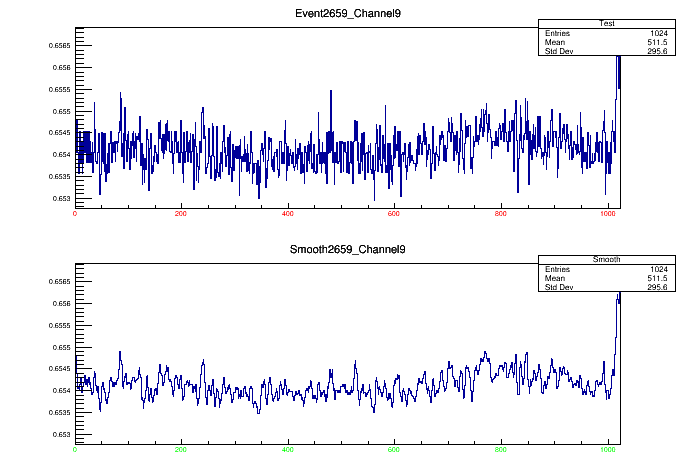 Event2659_Channel9
Test
Entries 1024
Mean 511.5
Std Dev 295.6
0.6565
0.656
0.6555
0.655
0.6545
0.654
0.6535
0.653
0 200 400 600 800 1000
Smooth2659_Channel9
Smooth
Entries 1024
Mean 511.5
Std Dev 295.6
0.6565
0.656
0.6555
0.655
0.6545
0.654
0.6535
0.653
0 200 400 600 800 1000